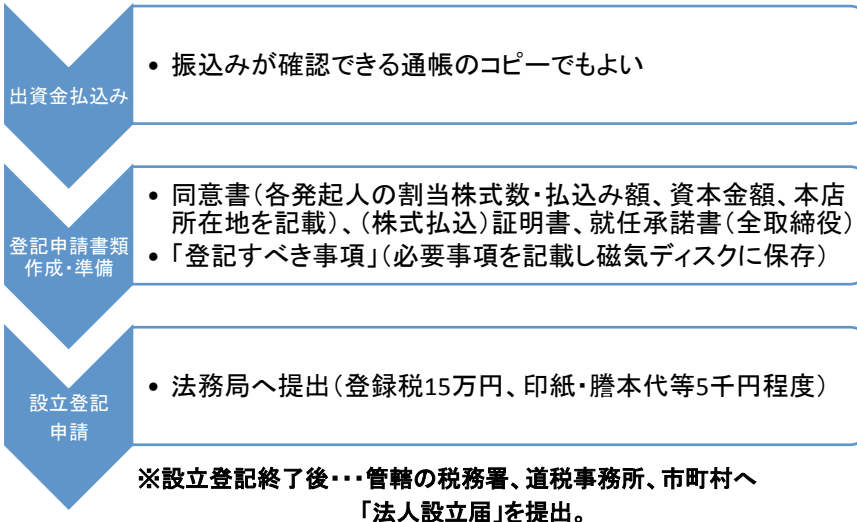 出資金払込み
• 振込みが確認できる通帳のコピーでもよい
登記申請書類
作成・準備
• 同意書(各発起人の割当株式数・払込み額、資本金額、本店
所在地を記載)、(株式払込)証明書、就任承諾書(全取締役)
• 「登記すべき事項」(必要事項を記載し磁気ディスクに保存)
設立登記
申請
• 法務局へ提出(登録税15万円、印紙・謄本代等5千円程度)
※設立登記終了後・・・管轄の税務署、道税事務所、市町村へ
「法人設立届」を提出。